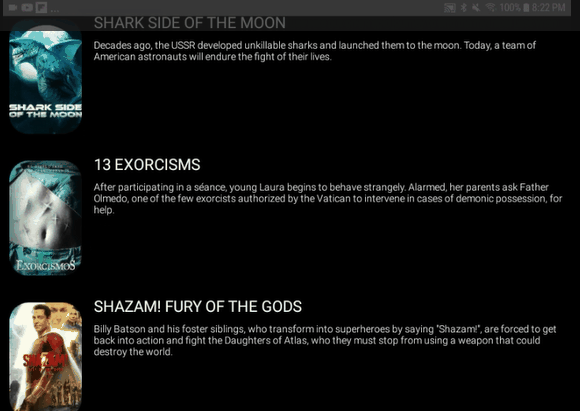 ... 100% 8:22 PM
SHARK SIDE OF THE MOON
Decades ago, the USSR developed unkillable sharks and launched them to the moon. Today, a team of
American astronauts will endure the fight of their lives.
SHARK SIDE
OF THE MOON
13 EXORCISMS
After participating in a séance, young Laura begins to behave strangely. Alarmed, her parents ask Father
Olmedo, one of the few exorcists authorized by the Vatican to intervene in cases of demonic possession, for
help.
EXORCISMOS
SHAZAM! FURY OF THE GODS
Billy Batson and his foster siblings, who transform into superheroes by saying "Shazam!", are forced to get
back into action and fight the Daughters of Atlas, who they must stop from using a weapon that could
destroy the world.
SHAZAM!